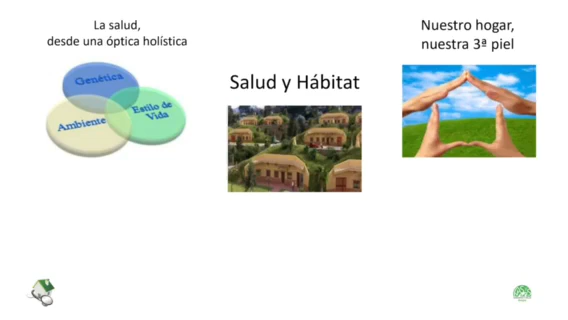 La salud,
desde una óptica holística
Genética
Ambiente
Estilo de
Vida
Salud y Hábitat
Nuestro hogar,
nuestra 3ª piel